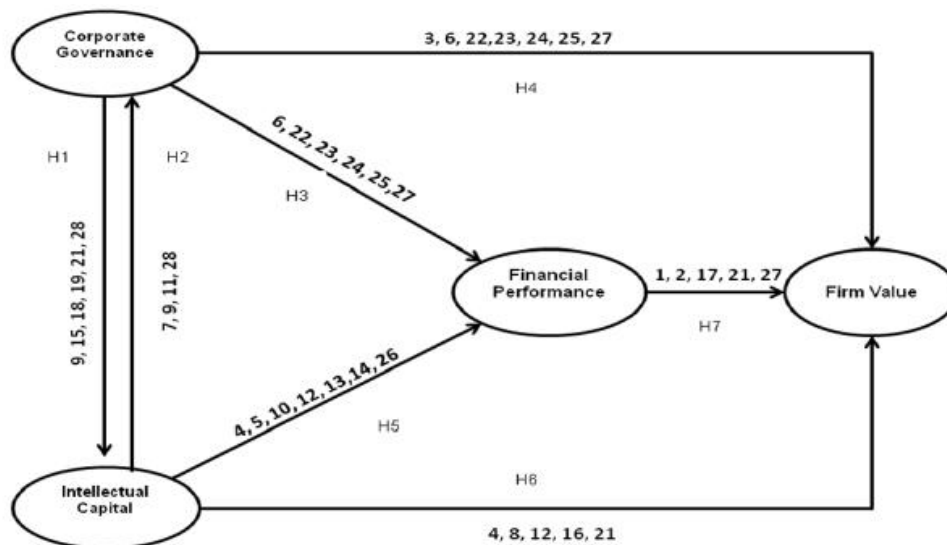 Corporate
Governance
3, 6, 22,23, 24, 25, 27
H4
H1
H2
6, 22, 23, 24, 25,27
H3
9, 15, 18, 19, 21, 28
7, 9, 11, 28
Financial
Performance
1, 2, 17, 21, 27
H7
Firm Value
4, 5, 10, 12, 13,14, 26
H5
Intellectual
Capital
H6
4, 8, 12, 16, 21